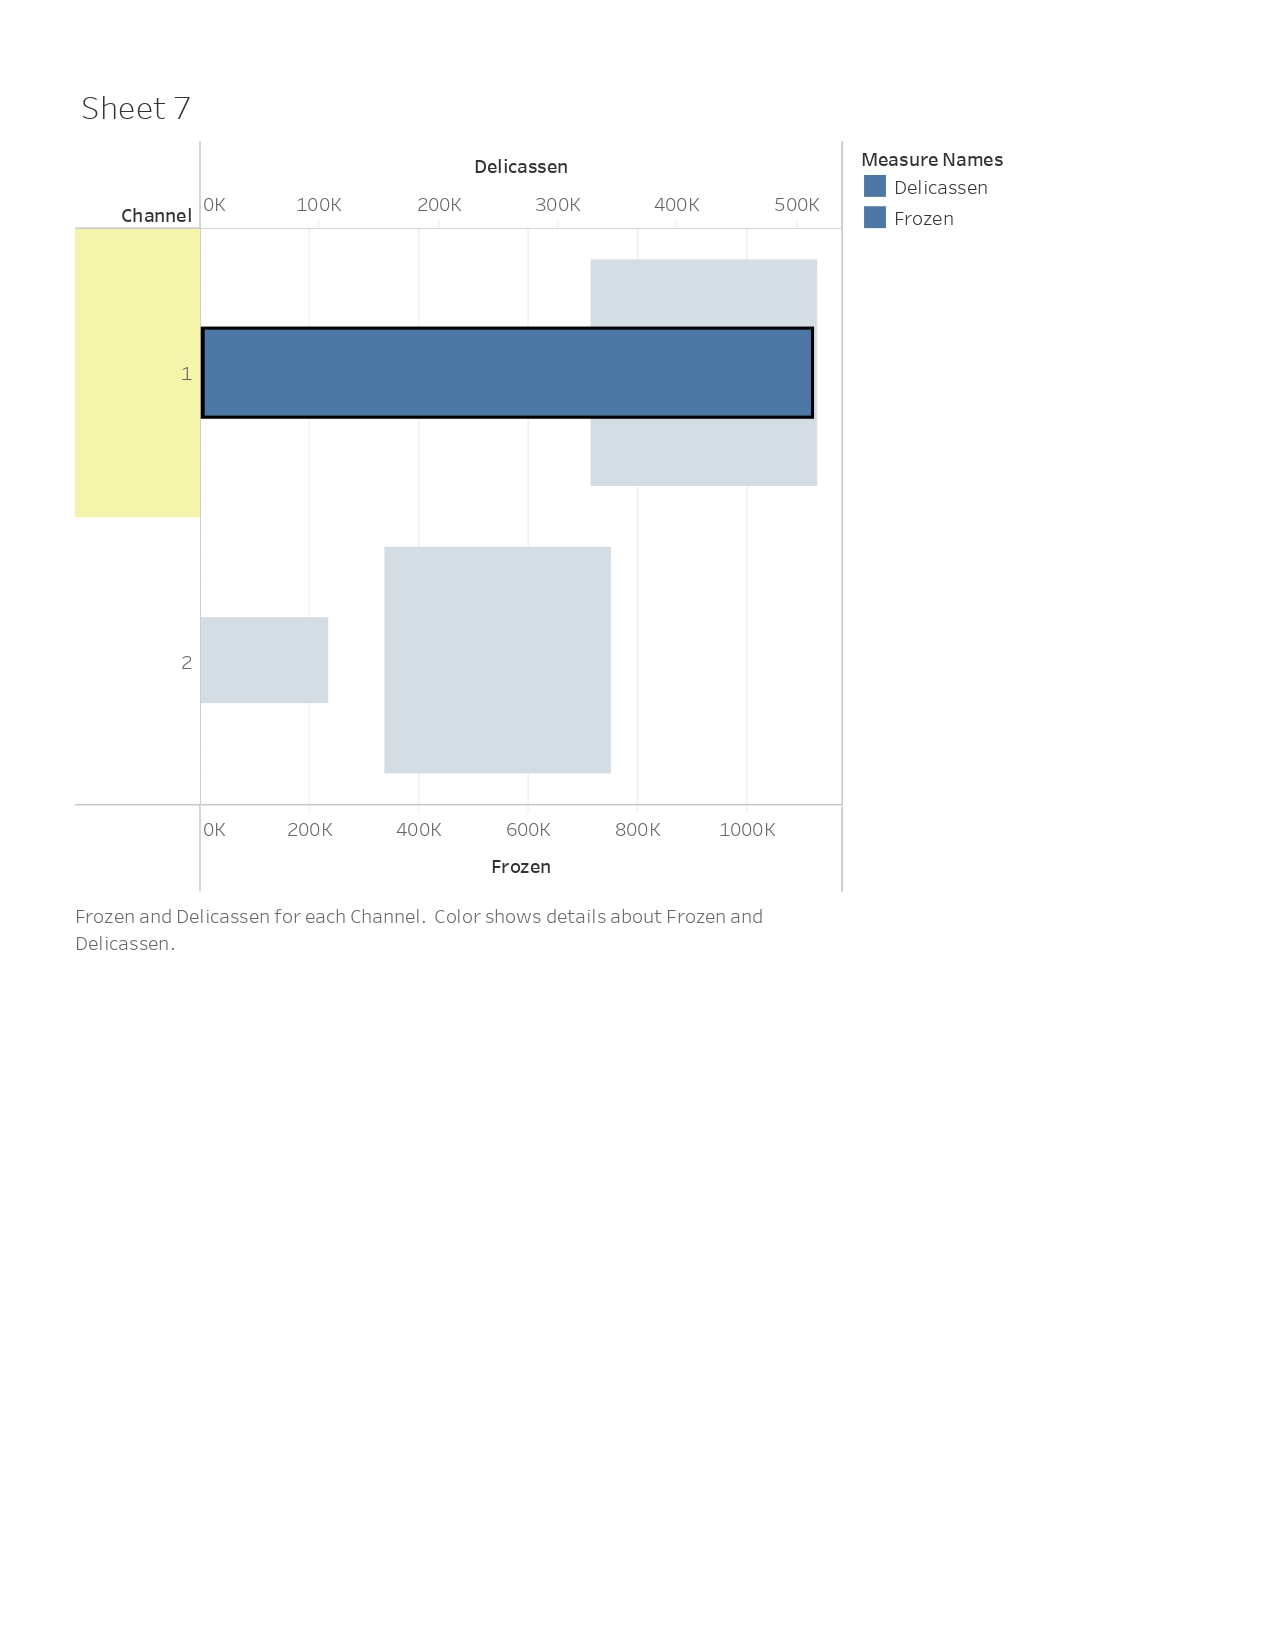 Sheet 7
Delicassen
0K 100K 200K 300K 400K 500K
Channel
1
2
0K 200K 400K 600K 800K 1000K
Frozen
Measure Names
Delicassen
Frozen
Frozen and Delicassen for each Channel.  Color shows details about Frozen and
Delicassen.